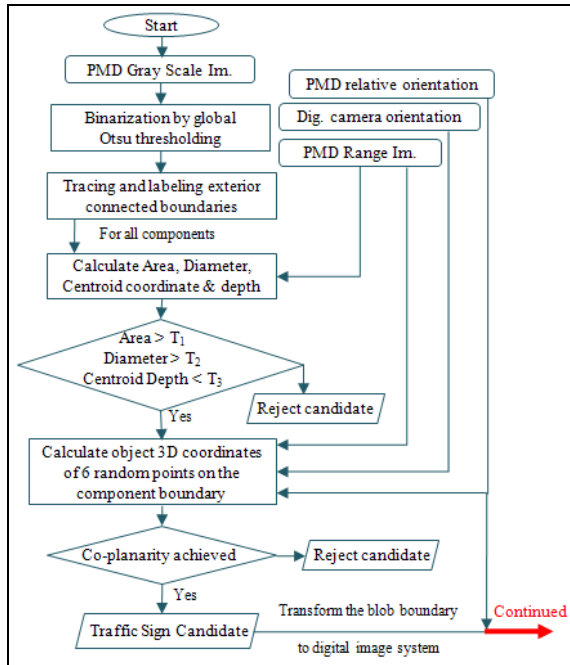 Start
PMD Gray Scale Im.
PMD relative orientation
Dig. camera orientation
PMD Range Im.
Binarization by global
Otsu thresholding
Tracing and labeling exterior
connected boundaries
For all components
Calculate Area, Diameter,
Centroid coordinate & depth
Area > T₁
Diameter > T₂
Centroid Depth < T₃
Reject candidate
Yes
Calculate object 3D coordinates
of 6 random points on the
component boundary
Co-planarity achieved
Reject candidate
Yes
Traffic Sign Candidate
Transform the blob boundary
to digital image system
Continued